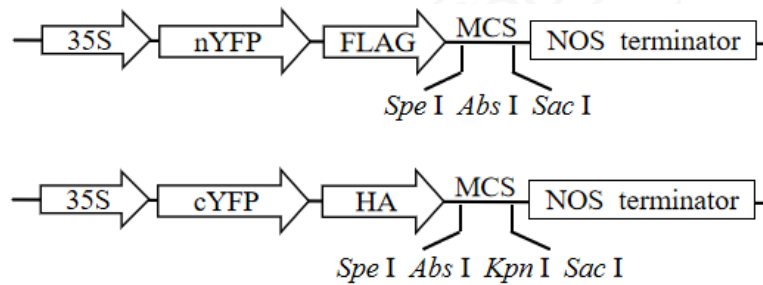 35S nYFP FLAG MCS NOS terminator
Spe I Abs I Sac I
35S cYFP HA MCS NOS terminator
Spe I Abs I Kpn I Sac I